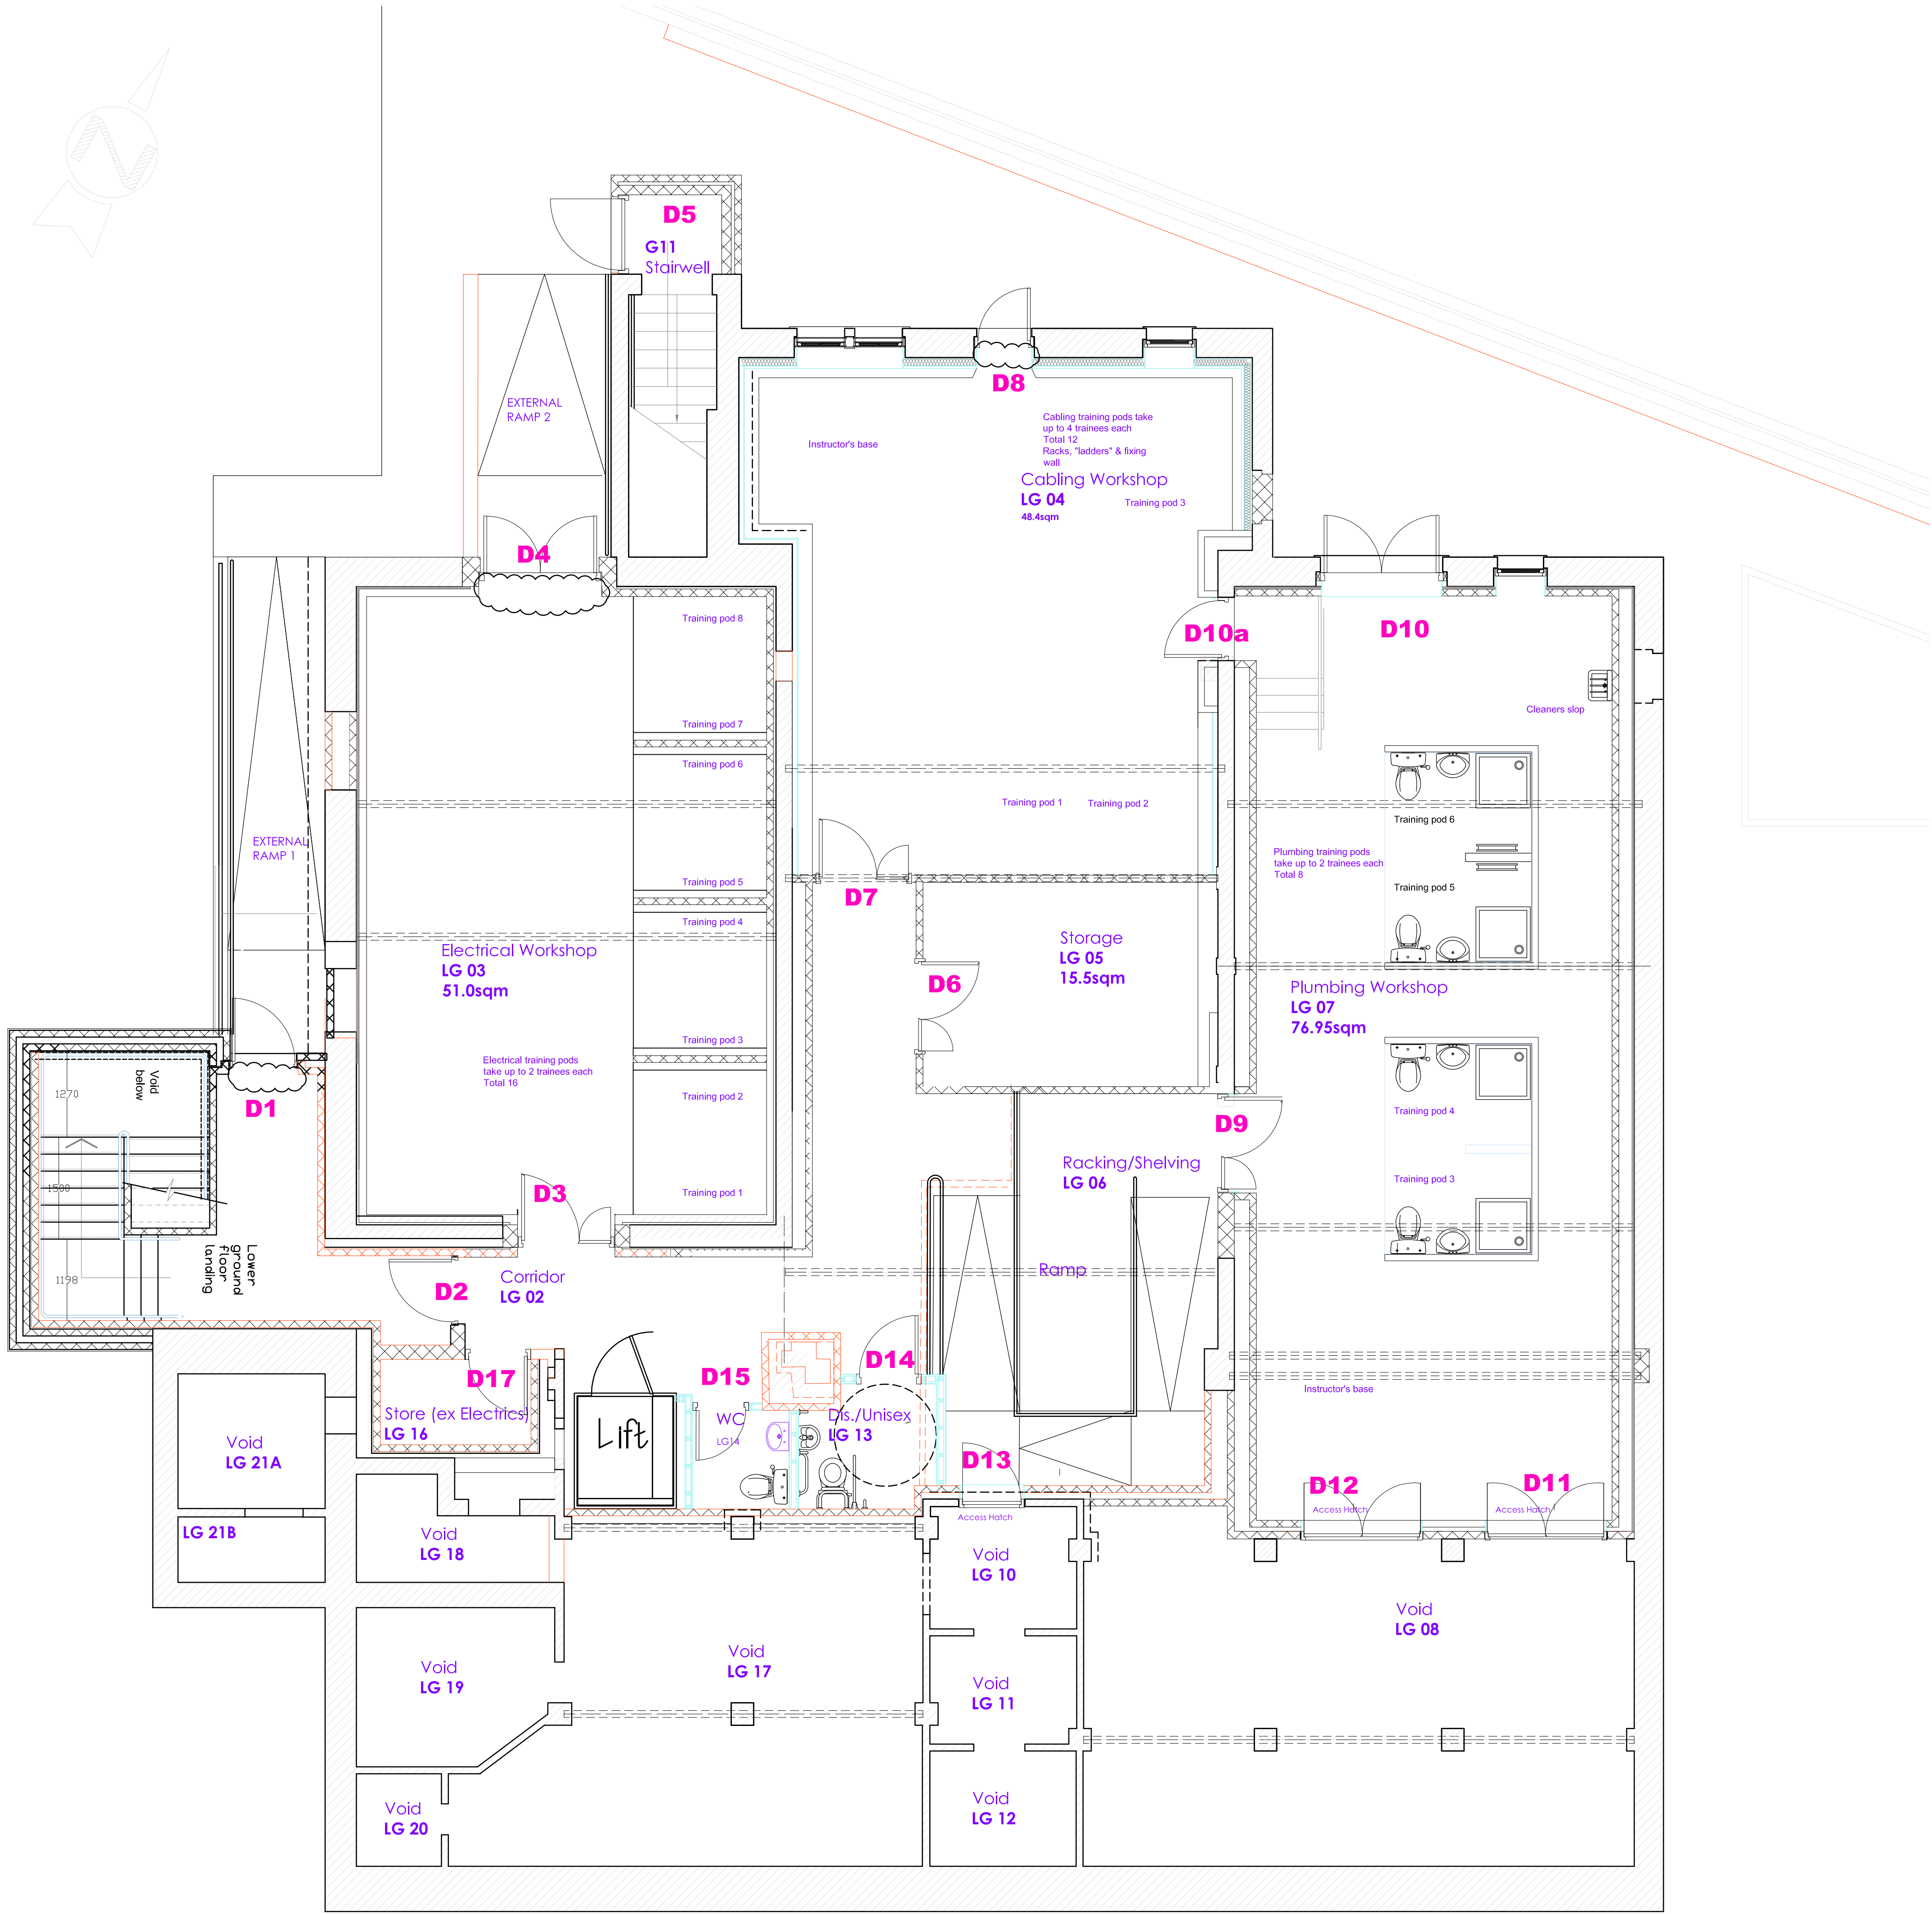 N
D5
G11
Stairwell
EXTERNAL
RAMP 2
D8
Instructor's base
Cabling training pods take
up to 4 trainees each
Total 12
Racks, "ladders" & fixing
wall
Cabling Workshop
LG 04
48.4sqm
Training pod 3
D4
Training pod 8
D10a
D10
Cleaners slop
Training pod 7
Training pod 6
Training pod 1
Training pod 2
Training pod 6
EXTERNAL
RAMP 1
Plumbing training pods
take up to 2 trainees each
Total 8
Training pod 5
Training pod 5
D7
Training pod 4
Electrical Workshop
LG 03
51.0sqm
Storage
LG 05
15.5sqm
D6
Plumbing Workshop
LG 07
76.95sqm
Training pod 3
Electrical training pods
take up to 2 trainees each
Total 16
Void
below
1270
D1
Training pod 2
Training pod 4
D9
Racking/Shelving
LG 06
Training pod 3
1500
D3
Training pod 1
Lower
ground
floor
landing
1198
D2
Corridor
LG 02
Ramp
D17
D15
D14
Instructor's base
Store (ex Electrics)
LG 16
Lift
WC
LG14
Dis./Unisex
LG 13
Void
LG 21A
D13
D12
D11
Access Hatch
Access Hatch
Access Hatch
LG 21B
Void
LG 18
Void
LG 10
Void
LG 08
Void
LG 19
Void
LG 17
Void
LG 11
Void
LG 20
Void
LG 12